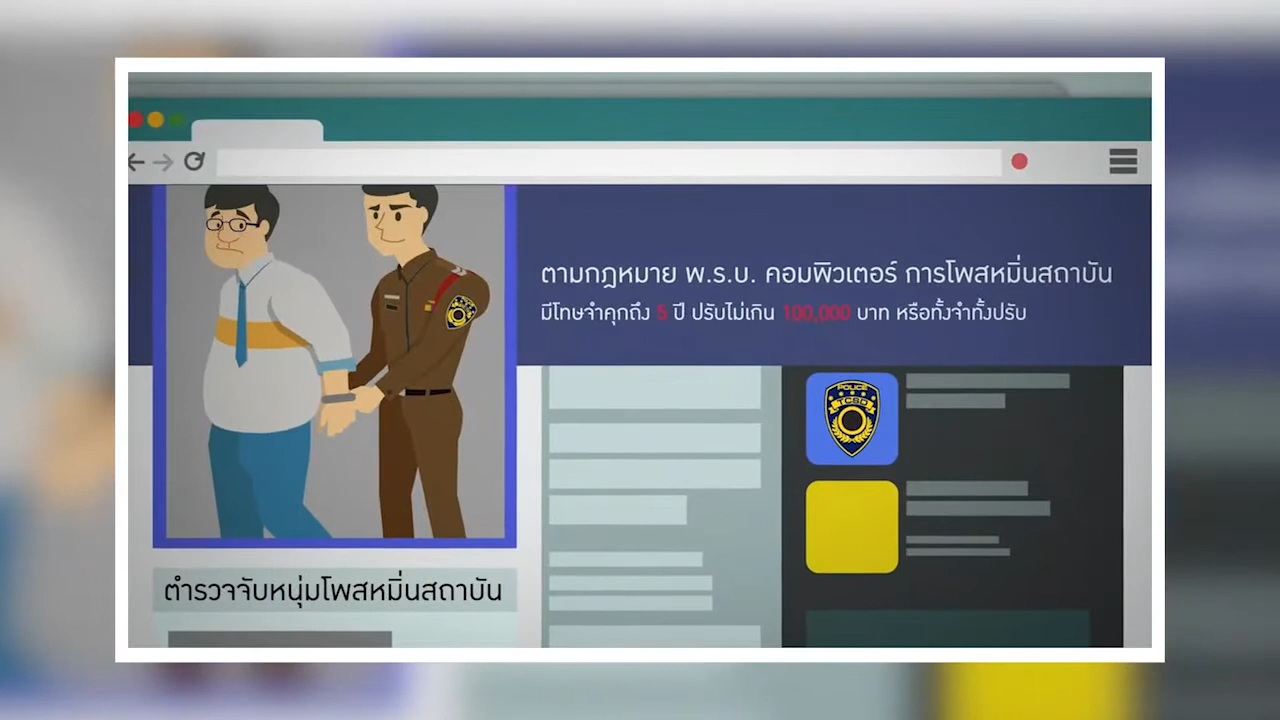 ตามกฎหมาย พ.ร.บ. คอมพิวเตอร์ การโพสหมิ่นสถาบัน
มีโทษจำคุกถึง 5 ปี ปรับไม่เกิน 100,000 บาท หรือทั้งจำทั้งปรับ
POLICE
TCSD
ตำรวจจับหนุ่มโพสหมิ่นสถาบัน